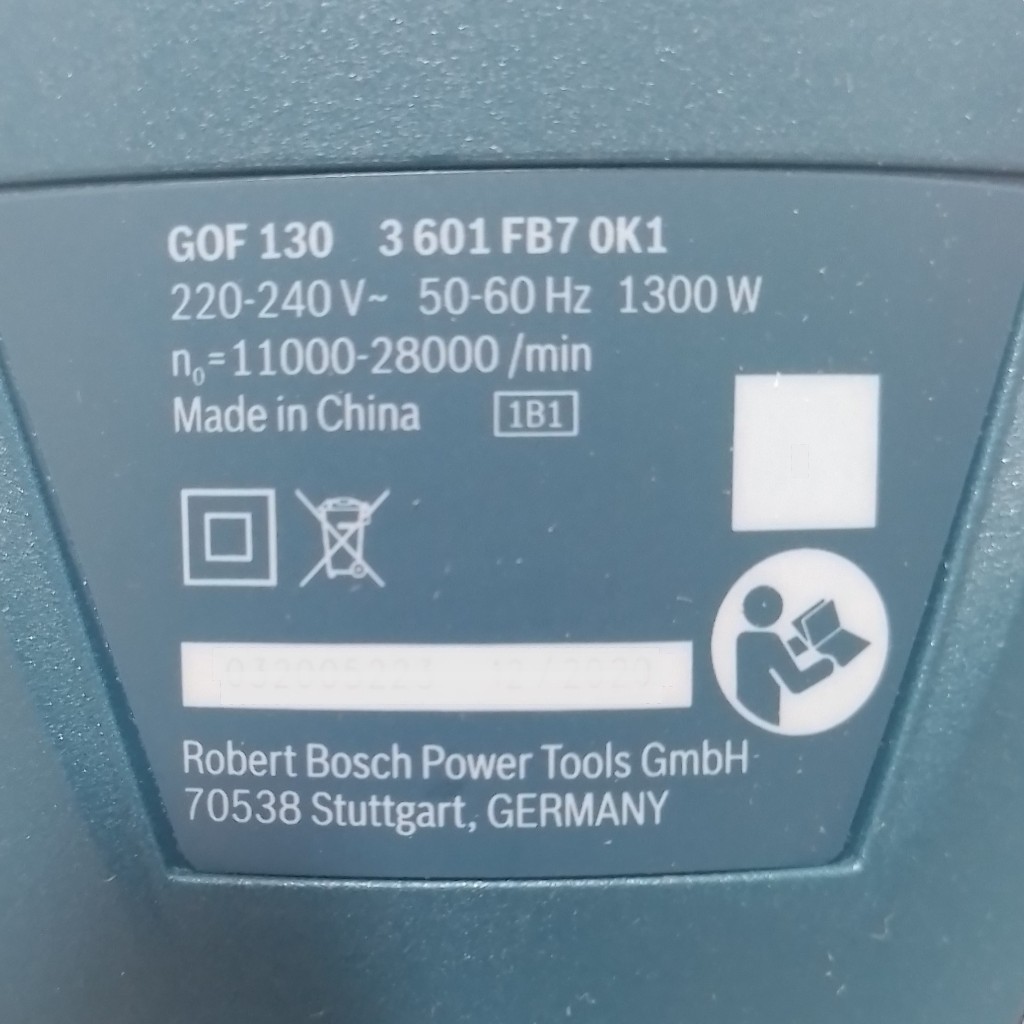 GOF 130 3 601 FB7 0K1
220-240 V~ 50-60 Hz 1300 W
n₀=11000-28000 /min
Made in China 1B1
Robert Bosch Power Tools GmbH
70538 Stuttgart, GERMANY